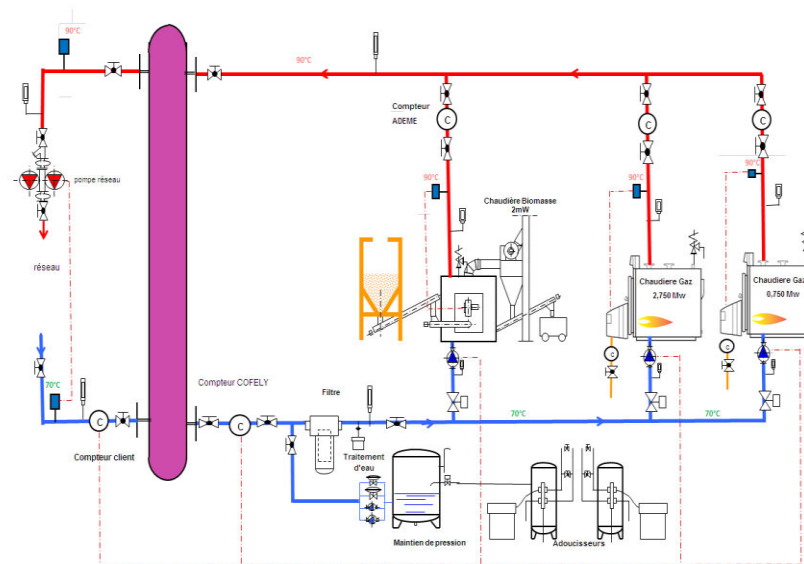 90°C
90°C
Compteur
ADEME
C
C
C
pompe réseau
90°C
90°C
90°C
Chaudière Biomasse
2mW
réseau
Chaudiere Gaz
2,750 Mw
Chaudiere Gaz
0,750 Mw
C
C
70°C
Compteur COFELY
Filtre
70°C
70°C
C
C
Compteur client
Traitement
d'eau
Maintien de pression
Adoucisseurs